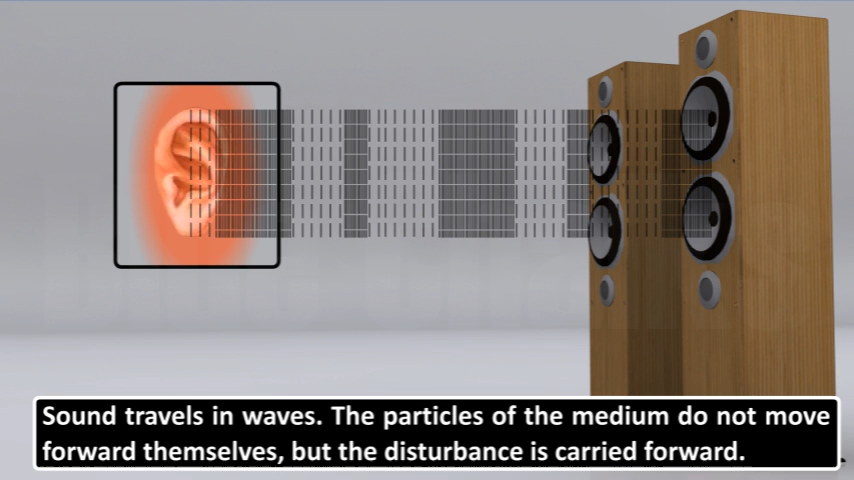 Sound travels in waves. The particles of the medium do not move
forward themselves, but the disturbance is carried forward.